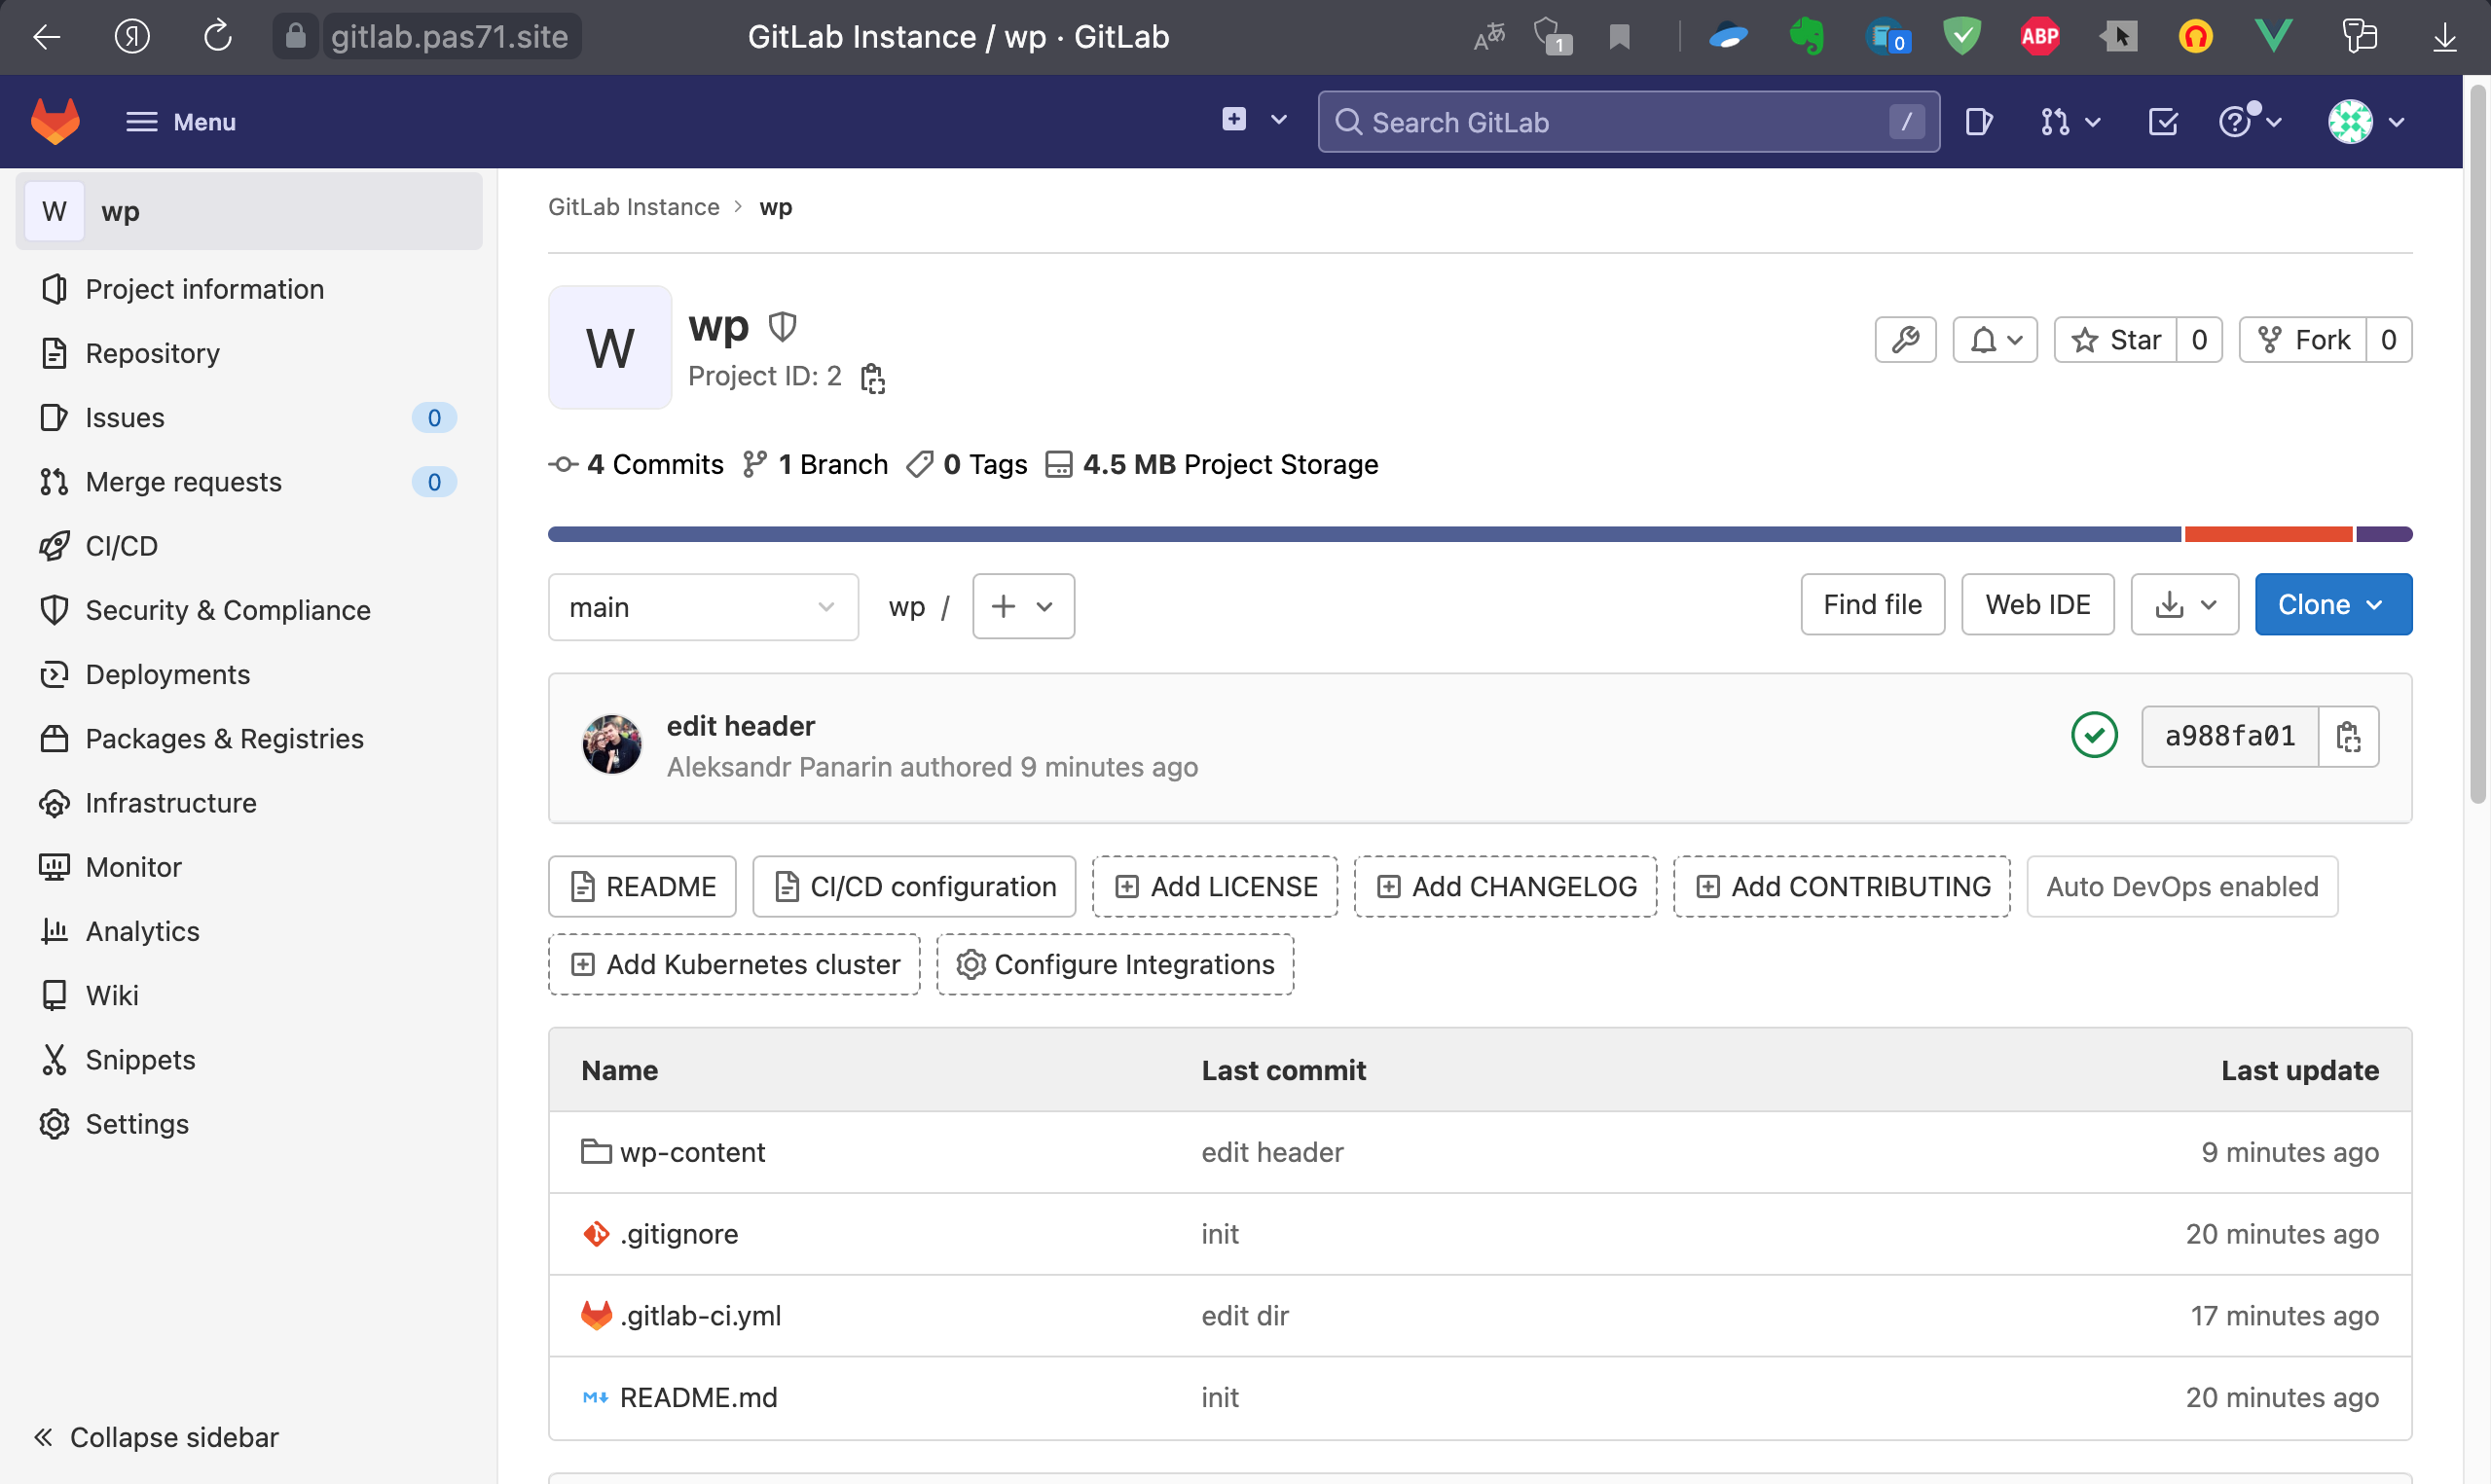 Я gitlab.pas71.site GitLab Instance / wp · GitLab 1 0 ABP
Menu Search GitLab /
W wp
Project information
Repository
Issues 0
Merge requests 0
CI/CD
Security & Compliance
Deployments
Packages & Registries
Infrastructure
Monitor
Analytics
Wiki
Snippets
Settings
Collapse sidebar
GitLab Instance > wp
W wp
Project ID: 2
Star 0 Fork 0
4 Commits 1 Branch 0 Tags 4.5 MB Project Storage
main wp / + Find file Web IDE Clone
edit header
Aleksandr Panarin authored 9 minutes ago
a988fa01
README CI/CD configuration Add LICENSE Add CHANGELOG Add CONTRIBUTING Auto DevOps enabled
Add Kubernetes cluster Configure Integrations
Name Last commit Last update
wp-content edit header 9 minutes ago
.gitignore init 20 minutes ago
.gitlab-ci.yml edit dir 17 minutes ago
README.md init 20 minutes ago